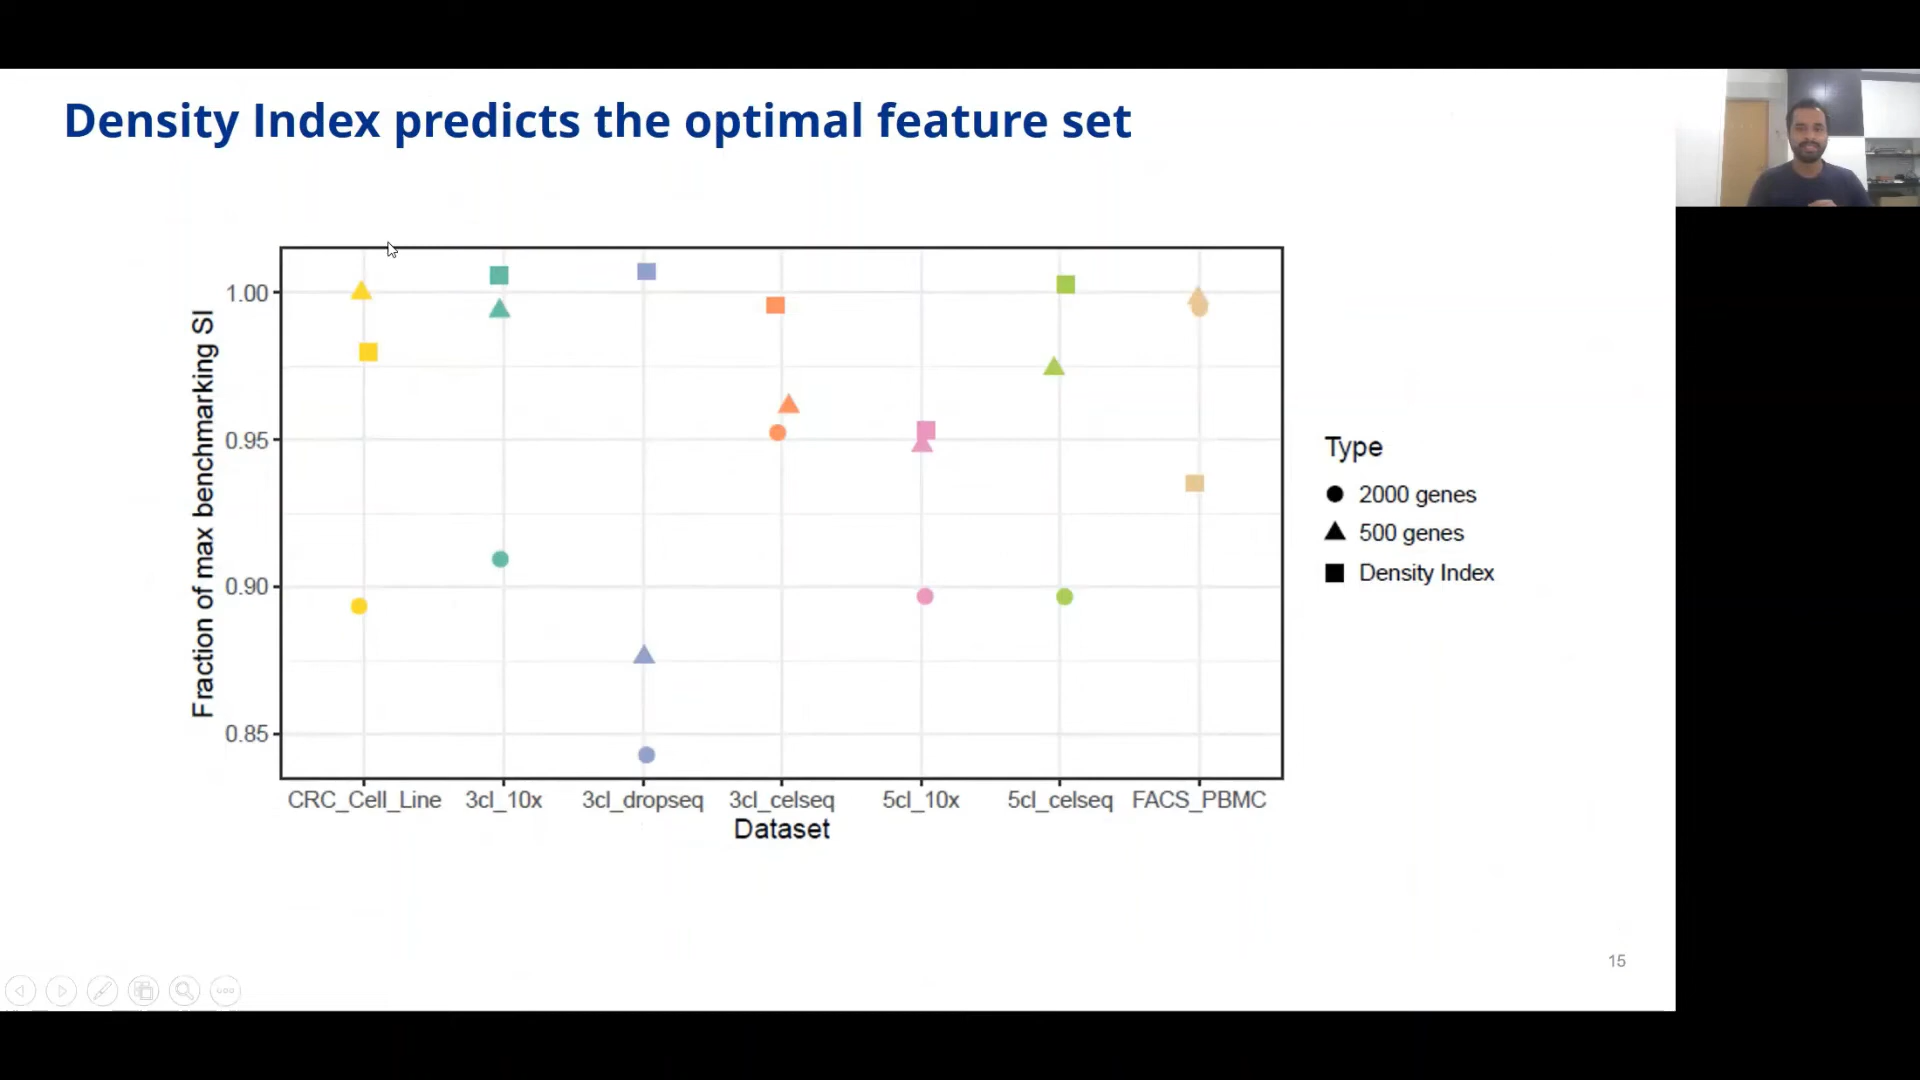 Density Index predicts the optimal feature set
Fraction of max benchmarking SI
1.00
0.95
0.90
0.85
CRC_Cell_Line 3cl_10x 3cl_dropseq 3cl_celseq 5cl_10x 5cl_celseq FACS_PBMC
Dataset
Type
2000 genes
500 genes
Density Index
15